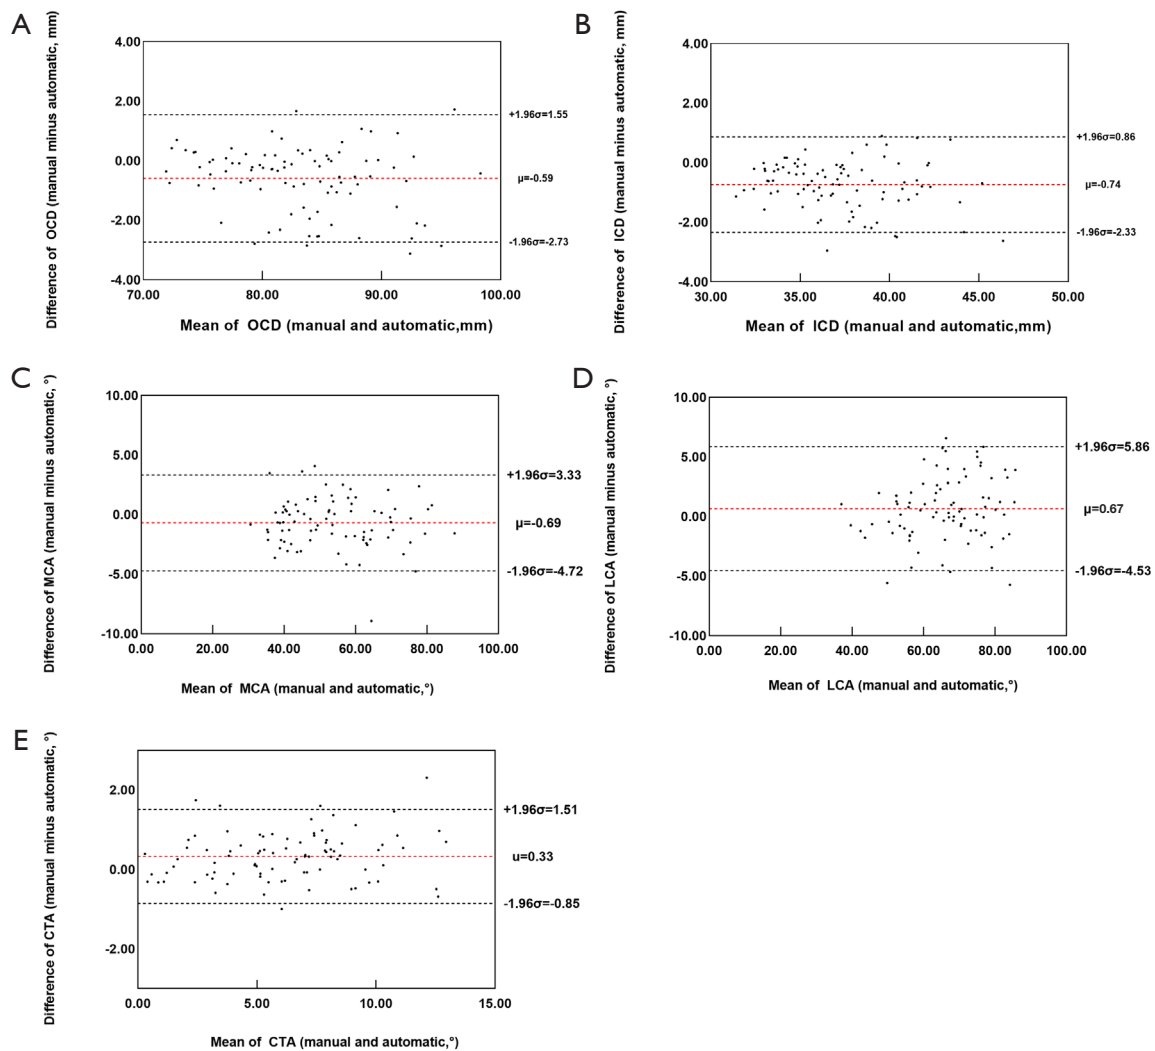 A
Difference of OCD (manual minus automatic, mm)
4.00
2.00
0.00
-2.00
-4.00
+1.96σ=1.55
μ=-0.59
-1.96σ=-2.73
70.00 80.00 90.00 100.00
Mean of OCD (manual and automatic,mm)
B
Difference of ICD (manual minus automatic, mm)
4.00
2.00
0.00
-2.00
-4.00
+1.96σ=0.86
μ=-0.74
-1.96σ=-2.33
30.00 35.00 40.00 45.00 50.00
Mean of ICD (manual and automatic,mm)
C
Difference of MCA (manual minus automatic, °)
10.00
5.00
0.00
-5.00
-10.00
+1.96σ=3.33
μ=-0.69
-1.96σ=-4.72
0.00 20.00 40.00 60.00 80.00 100.00
Mean of MCA (manual and automatic,°)
D
Difference of LCA (manual minus automatic, °)
10.00
5.00
0.00
-5.00
-10.00
+1.96σ=5.86
μ=0.67
-1.96σ=-4.53
0.00 20.00 40.00 60.00 80.00 100.00
Mean of LCA (manual and automatic,°)
E
Difference of CTA (manual minus automatic, °)
2.00
0.00
-2.00
+1.96σ=1.51
u=0.33
-1.96σ=-0.85
0.00 5.00 10.00 15.00
Mean of CTA (manual and automatic,°)